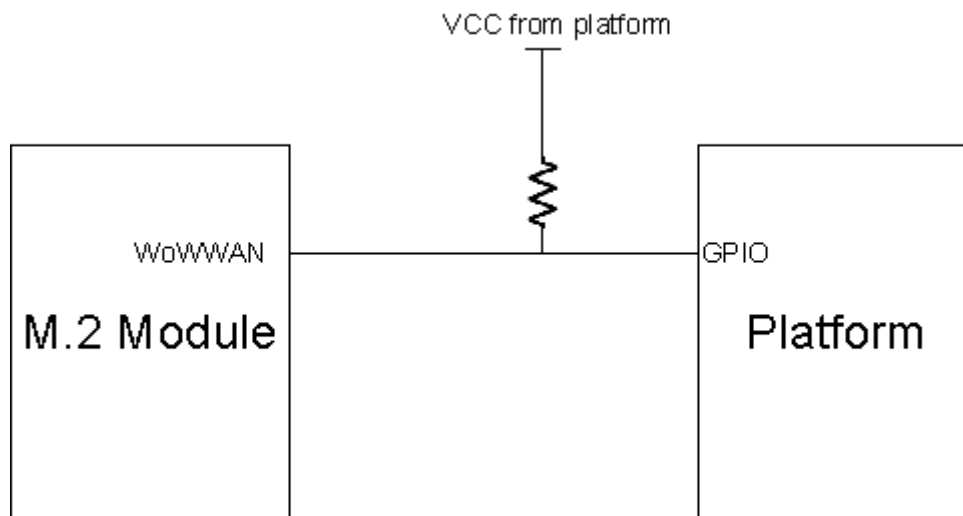 VCC from platform
WoWWAN
GPIO
M.2 Module
Platform